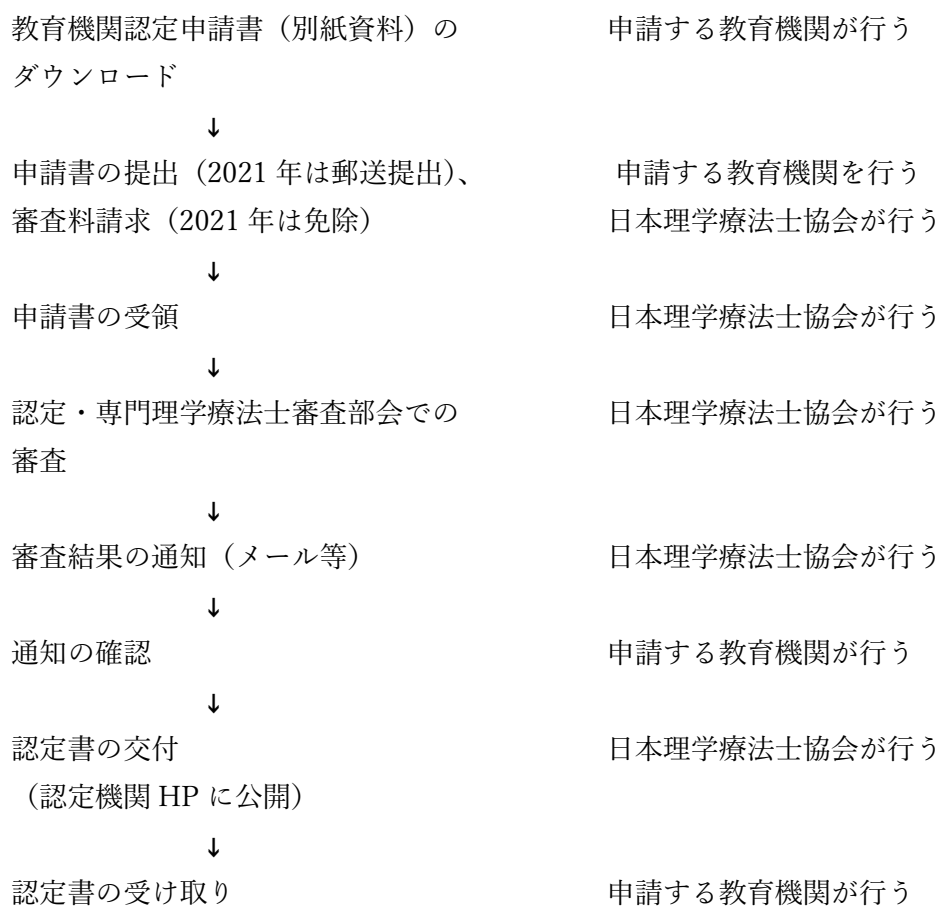 教育機関認定申請書（別紙資料）の　申請する教育機関が行う
ダウンロード
↓
申請書の提出（2021 年は郵送提出）、　申請する教育機関を行う
審査料請求（2021 年は免除）　日本理学療法士協会が行う
↓
申請書の受領　日本理学療法士協会が行う
↓
認定・専門理学療法士審査部会での　日本理学療法士協会が行う
審査
↓
審査結果の通知（メール等）　日本理学療法士協会が行う
↓
通知の確認　申請する教育機関が行う
↓
認定書の交付　日本理学療法士協会が行う
（認定機関 HP に公開）
↓
認定書の受け取り　申請する教育機関が行う